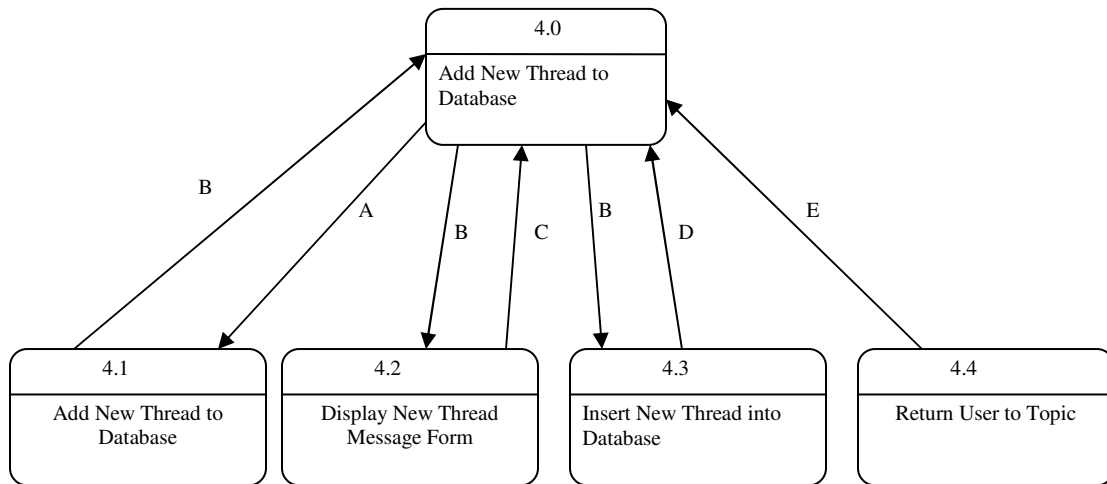 4.0
Add New Thread to
Database
B
A
B
C
B
D
E
4.1
Add New Thread to
Database
4.2
Display New Thread
Message Form
4.3
Insert New Thread into
Database
4.4
Return User to Topic